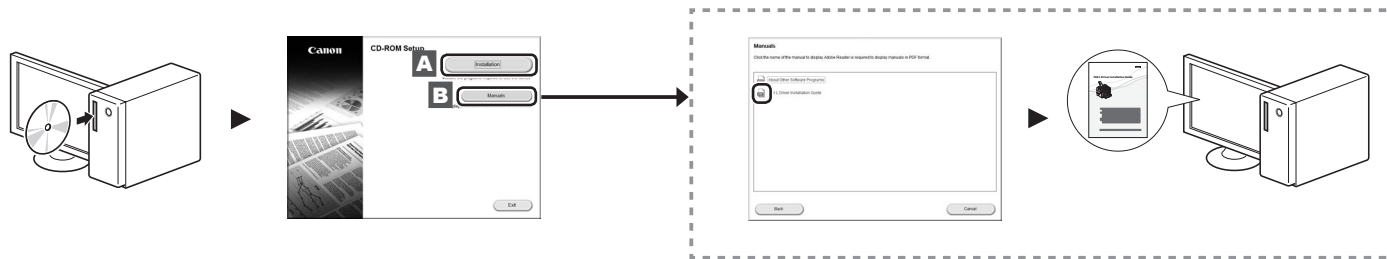 Canon
CD-ROM Setup
A
Installation
B
Manuals
Exit
Manuals
Click the name of the manual to display. Adobe Reader is required to display manuals in PDF format.
About Other Software Programs
Driver Installation Guide
Back
Cancel